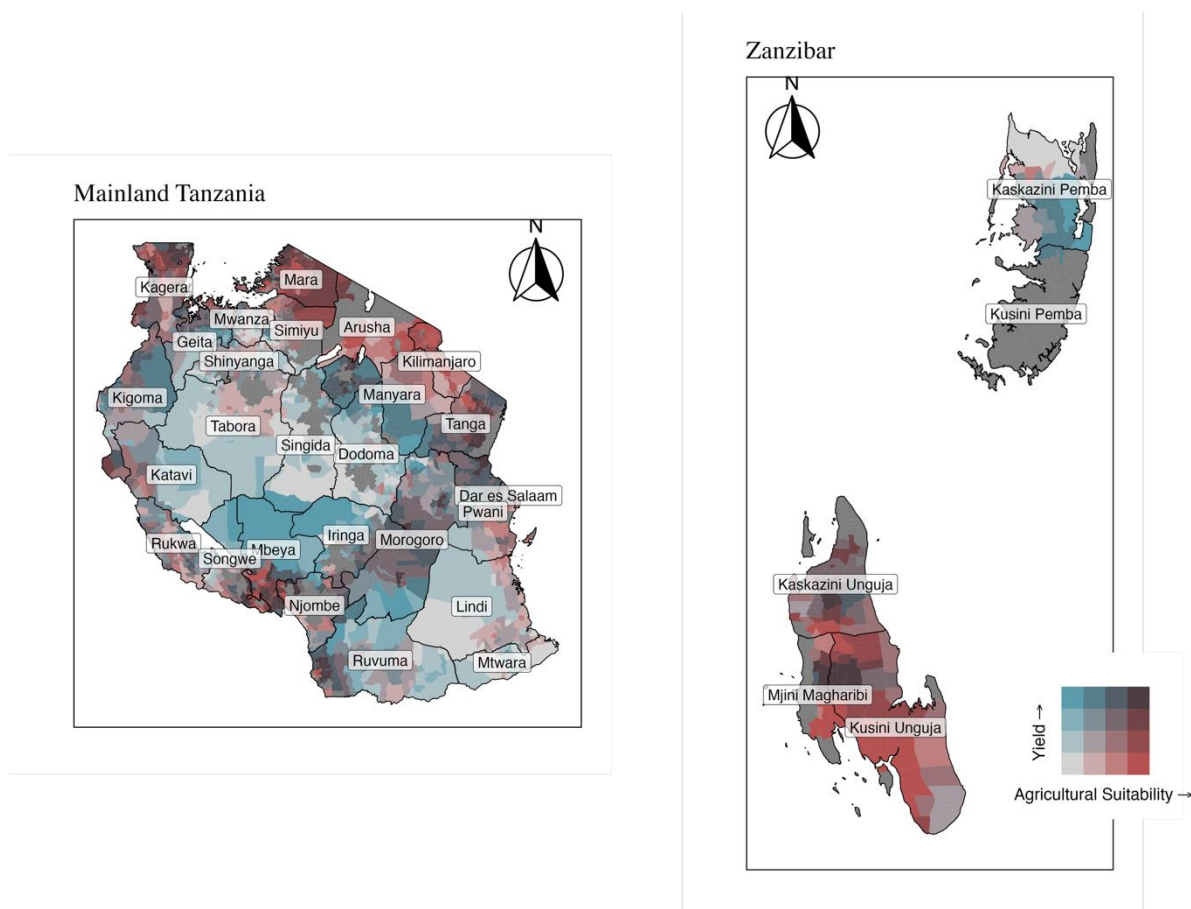 Mainland Tanzania
N
Kagera
Mara
Mwanza
Simiyu
Arusha
Geita
Shinyanga
Kilimanjaro
Kigoma
Manyara
Tabora
Tanga
Singida
Dodoma
Katavi
Dar es Salaam
Pwani
Rukwa
Songwe
Mbeya
Iringa
Morogoro
Njombe
Lindi
Ruvuma
Mtwara
Zanzibar
N
Kaskazini Pemba
Kusini Pemba
Kaskazini Unguja
Mjini Magharibi
Kusini Unguja
Yield →
Agricultural Suitability →